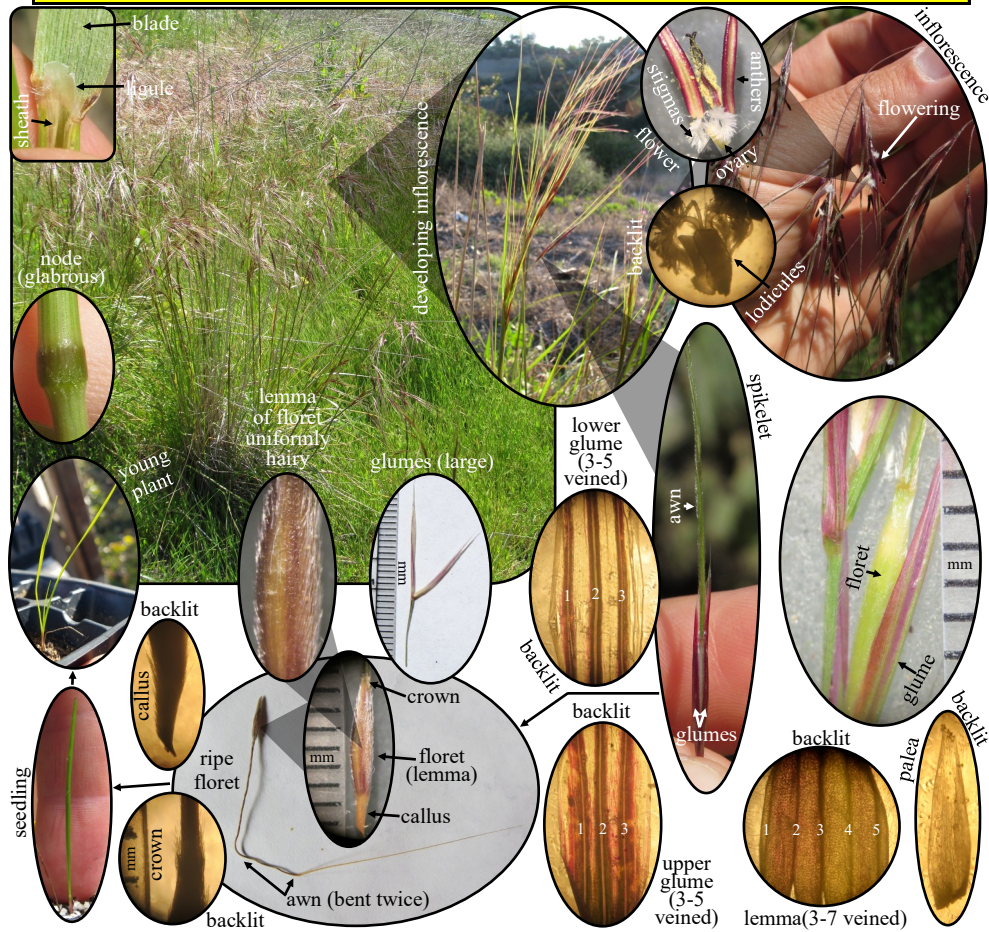 blade
ligule
sheath
developing inflorescence
stigmas
anthers
flower
ovary
inflorescence
flowering
backlit
lodicules
node
(glabrous)
young
plant
lemma
of floret
uniformly
hairy
glumes (large)
mm
lower
glume
(3-5
veined)
1 2 3
backlit
spikelet
awn
glumes
floret
glume
mm
backlit
callus
seedling
crown
mm
backlit
ripe
floret
mm
crown
floret
(lemma)
callus
awn (bent twice)
backlit
1 2 3
upper
glume
(3-5
veined)
backlit
1 2 3 4 5
lemma(3-7 veined)
palea
backlit